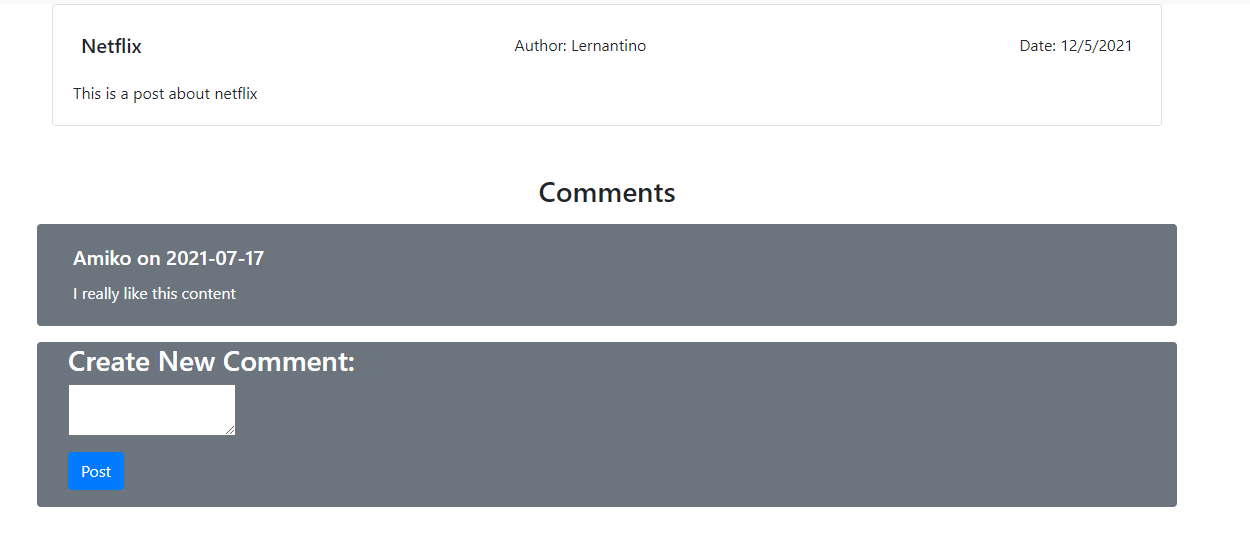 Netflix Author: Lernantino Date: 12/5/2021
This is a post about netflix
Comments
Amiko on 2021-07-17
I really like this content
Create New Comment:
Post